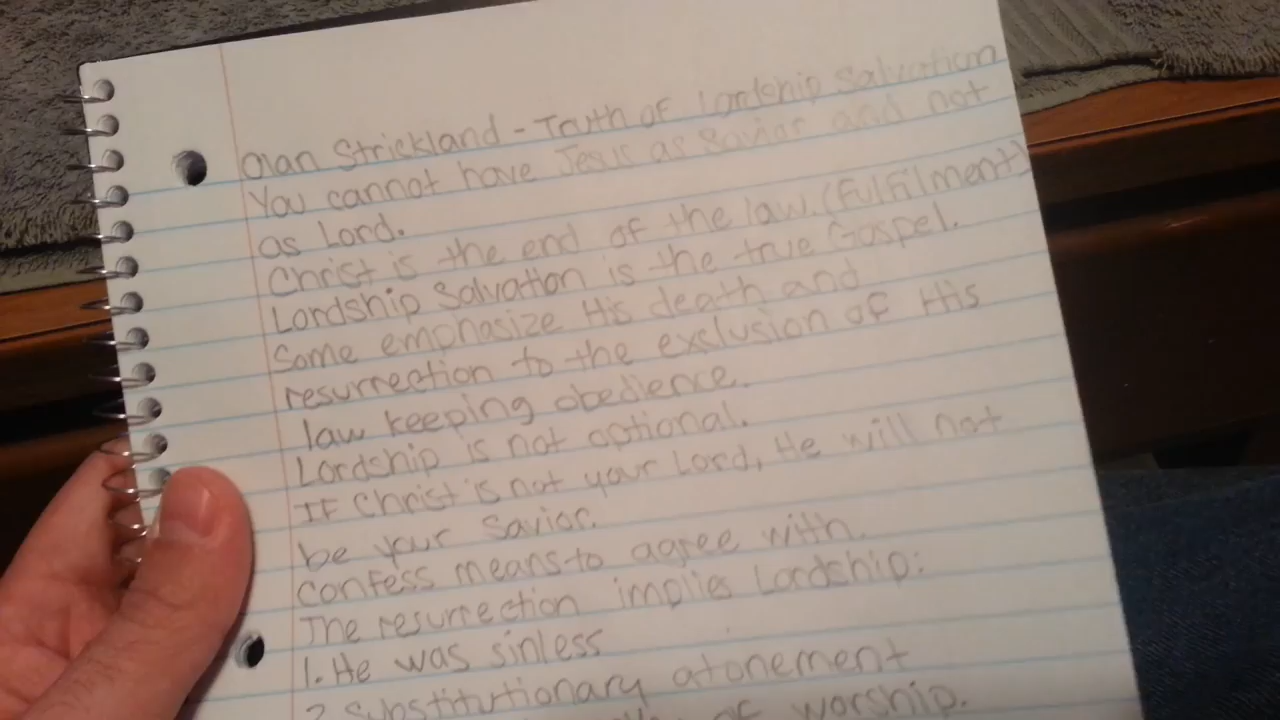 Olan Strickland - Truth of Lordship Salvation
You cannot have Jesus as Savior and not
as Lord.
Christ is the end of the law. (Fulfilment)
Lordship Salvation is the true Gospel.
Some emphasize His death and
resurrection to the exclusion of His
law keeping obedience.
Lordship is not optional.
If Christ is not your Lord, He will not
be your Savior.
Confess means to agree with.
The resurrection implies Lordship:
1. He was sinless
2. Substitutionary atonement
of worship.